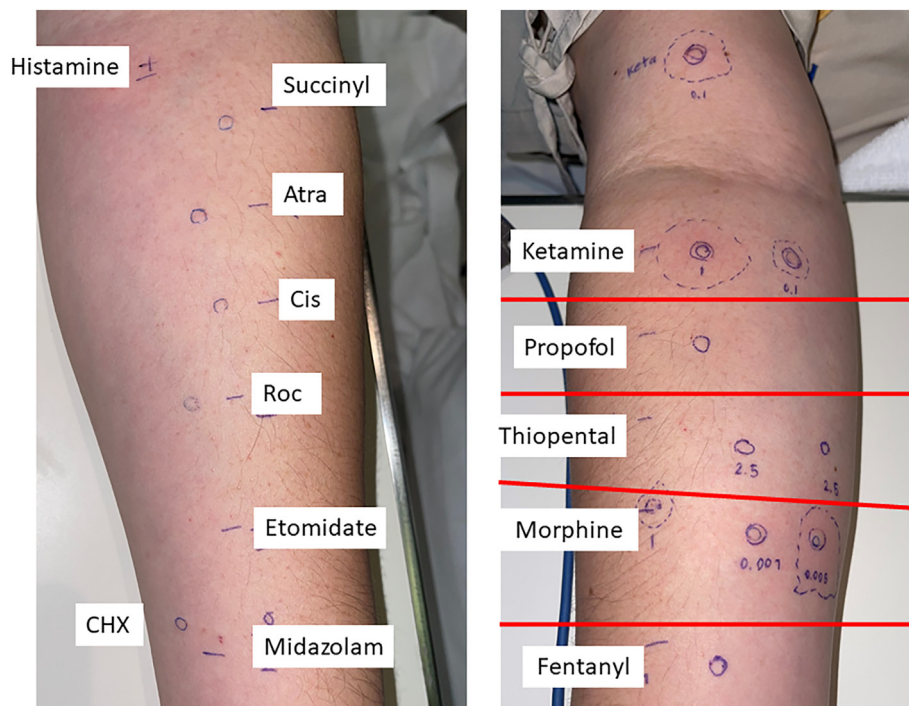 Histamine
+
Succinyl
Atra
Cis
Roc
Etomidate
CHX
Midazolam
Keta
0.1
Ketamine
1
0.1
Propofol
Thiopental
2.5
2.5
Morphine
1
0.001
0.005
Fentanyl